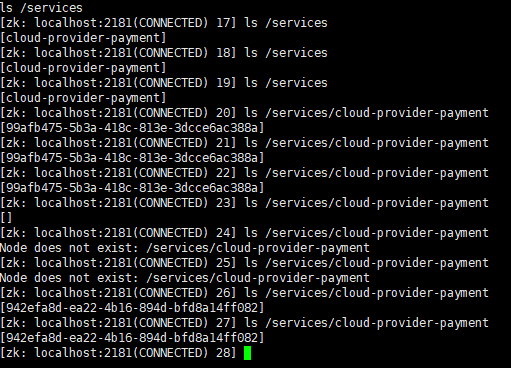 ls /services
[zk: localhost:2181(CONNECTED) 17] ls /services
[cloud-provider-payment]
[zk: localhost:2181(CONNECTED) 18] ls /services
[cloud-provider-payment]
[zk: localhost:2181(CONNECTED) 19] ls /services
[cloud-provider-payment]
[zk: localhost:2181(CONNECTED) 20] ls /services/cloud-provider-payment
[99afb475-5b3a-418c-813e-3dcce6ac388a]
[zk: localhost:2181(CONNECTED) 21] ls /services/cloud-provider-payment
[99afb475-5b3a-418c-813e-3dcce6ac388a]
[zk: localhost:2181(CONNECTED) 22] ls /services/cloud-provider-payment
[99afb475-5b3a-418c-813e-3dcce6ac388a]
[zk: localhost:2181(CONNECTED) 23] ls /services/cloud-provider-payment
[]
[zk: localhost:2181(CONNECTED) 24] ls /services/cloud-provider-payment
Node does not exist: /services/cloud-provider-payment
[zk: localhost:2181(CONNECTED) 25] ls /services/cloud-provider-payment
Node does not exist: /services/cloud-provider-payment
[zk: localhost:2181(CONNECTED) 26] ls /services/cloud-provider-payment
[942efa8d-ea22-4b16-894d-bfd8a14ff082]
[zk: localhost:2181(CONNECTED) 27] ls /services/cloud-provider-payment
[942efa8d-ea22-4b16-894d-bfd8a14ff082]
[zk: localhost:2181(CONNECTED) 28]